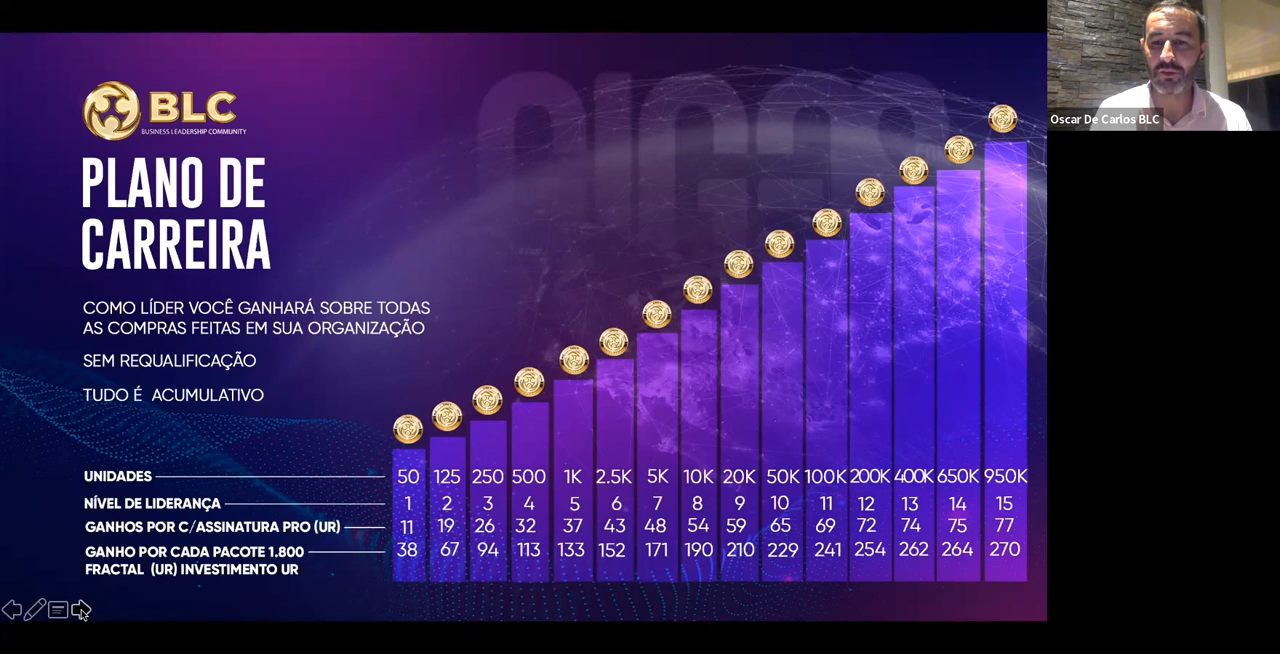 BLC
BUSINESS LEADERSHIP COMMUNITY
PLANO DE
CARREIRA
COMO LÍDER VOCÊ GANHARÁ SOBRE TODAS
AS COMPRAS FEITAS EM SUA ORGANIZAÇÃO
SEM REQUALIFICAÇÃO
TUDO É ACUMULATIVO
UNIDADES 50 125 250 500 1K 2.5K 5K 10K 20K 50K 100K 200K 400K 650K 950K
NÍVEL DE LIDERANÇA 1 2 3 4 5 6 7 8 9 10 11 12 13 14 15
GANHOS POR C/ASSINATURA PRO (UR) 11 19 26 32 37 43 48 54 59 65 69 72 74 75 77
GANHO POR CADA PACOTE 1.800 38 67 94 113 133 152 171 190 210 229 241 254 262 264 270
FRACTAL (UR) INVESTIMENTO UR
Oscar De Carlos BLC